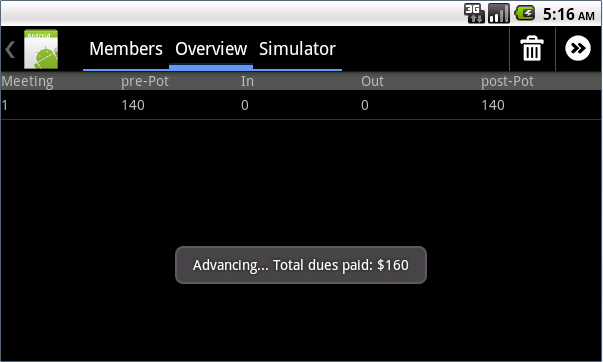 3G 5:16 AM
Android
Members Overview Simulator
Meeting pre-Pot In Out post-Pot
1 140 0 0 140
Advancing... Total dues paid: $160